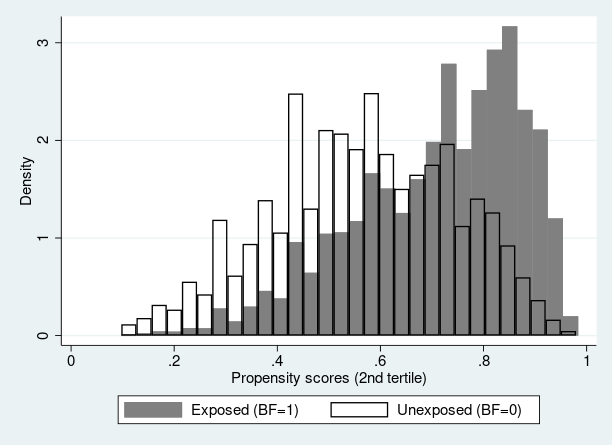 3
2
1
0
Density
0 .2 .4 .6 .8 1
Propensity scores (2nd tertile)
Exposed (BF=1) Unexposed (BF=0)